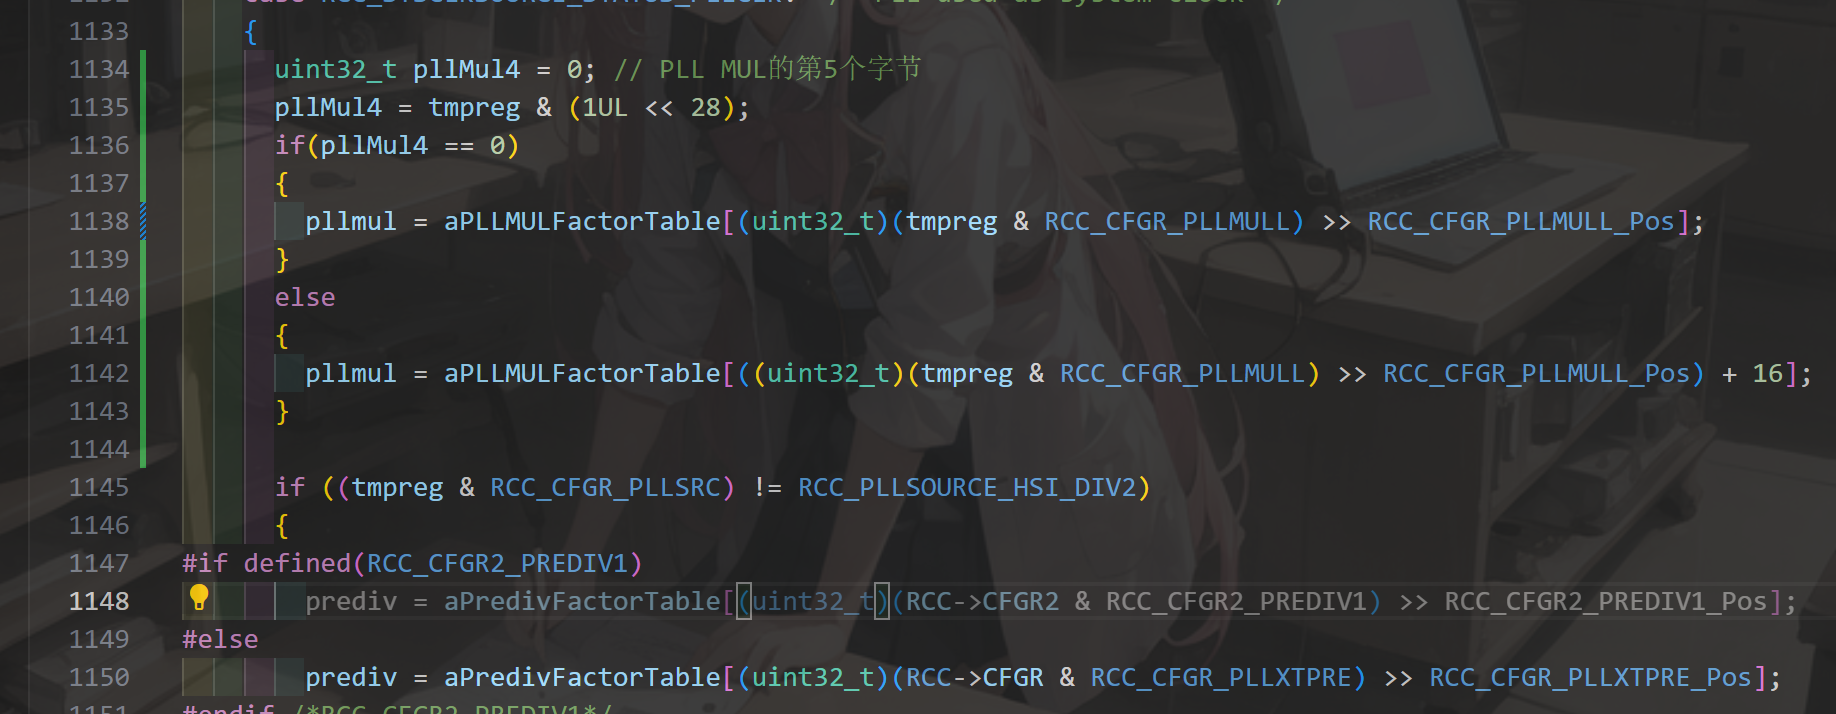 1133 {
1134 uint32_t pllMul4 = 0; // PLL MUL的第5个字节
1135 pllMul4 = tmpreg & (1UL << 28);
1136 if(pllMul4 == 0)
1137 {
1138 pllmul = aPLLMULFactorTable[(uint32_t)(tmpreg & RCC_CFGR_PLLMULL) >> RCC_CFGR_PLLMULL_Pos];
1139 }
1140 else
1141 {
1142 pllmul = aPLLMULFactorTable[((uint32_t)(tmpreg & RCC_CFGR_PLLMULL) >> RCC_CFGR_PLLMULL_Pos) + 16];
1143 }
1144
1145 if ((tmpreg & RCC_CFGR_PLLSRC) != RCC_PLLSOURCE_HSI_DIV2)
1146 {
1147 #if defined(RCC_CFGR2_PREDIV1)
1148 prediv = aPredivFactorTable[(uint32_t)(RCC->CFGR2 & RCC_CFGR2_PREDIV1) >> RCC_CFGR2_PREDIV1_Pos];
1149 #else
1150 prediv = aPredivFactorTable[(uint32_t)(RCC->CFGR & RCC_CFGR_PLLXTPRE) >> RCC_CFGR_PLLXTPRE_Pos];
1151 #endif /*RCC_CFGR2_PREDIV1*/